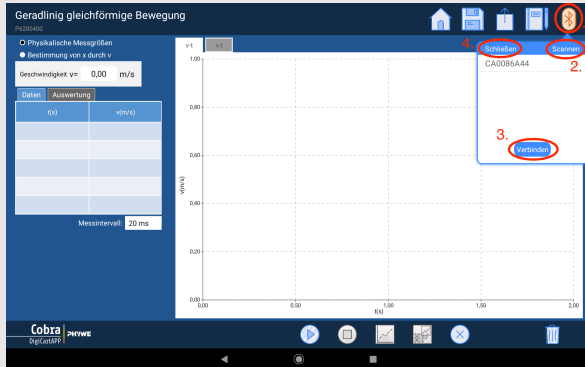 Geradlinig gleichförmige Bewegung
P6200400
Physikalische Messgrößen
Bestimmung von x durch v
Geschwindigkeit v= 0,00 m/s
Daten Auswertung
t(s) v(m/s)
Messintervall: 20 ms
v-t x-t
1,00
0,80
0,60
0,40
0,20
0,00
v(m/s)
0,00 0,50 1,00 1,50 2,00
t(s)
4. Schließen Scannen
2.
CA0086A44
3.
Verbinden
Cobra PHYWE
DigiCartAPP